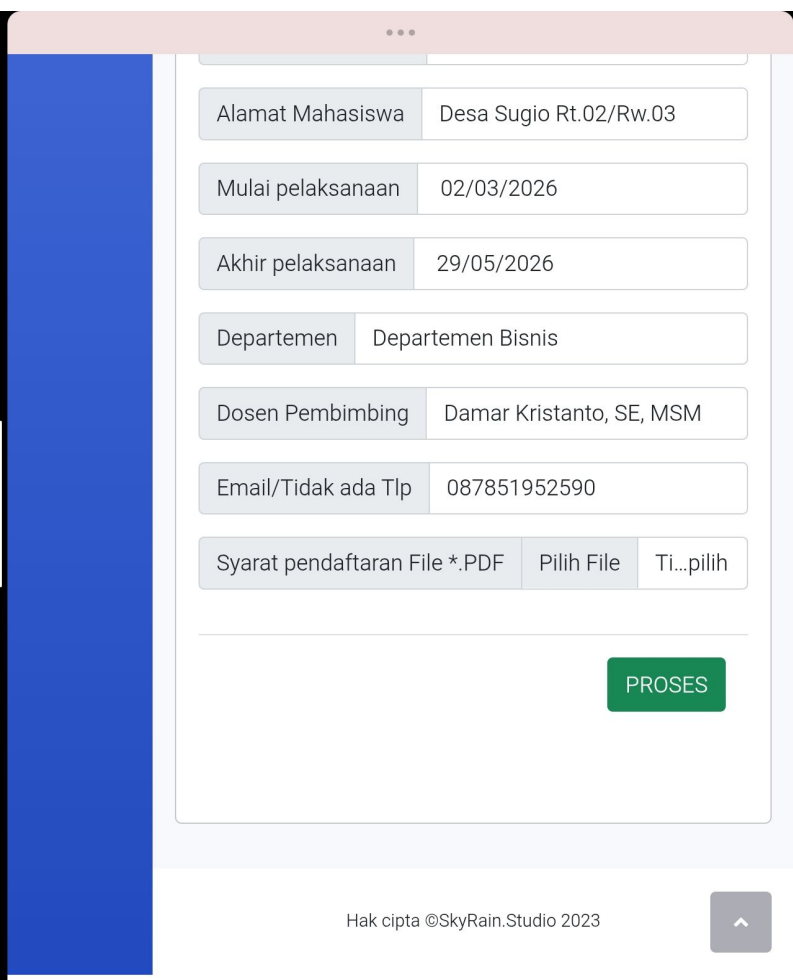 Alamat Mahasiswa Desa Sugio Rt.02/Rw.03
Mulai pelaksanaan 02/03/2026
Akhir pelaksanaan 29/05/2026
Departemen Departemen Bisnis
Dosen Pembimbing Damar Kristanto, SE, MSM
Email/Tidak ada Tlp 087851952590
Syarat pendaftaran File *.PDF Pilih File Ti...pilih
PROSES
Hak cipta ©SkyRain.Studio 2023